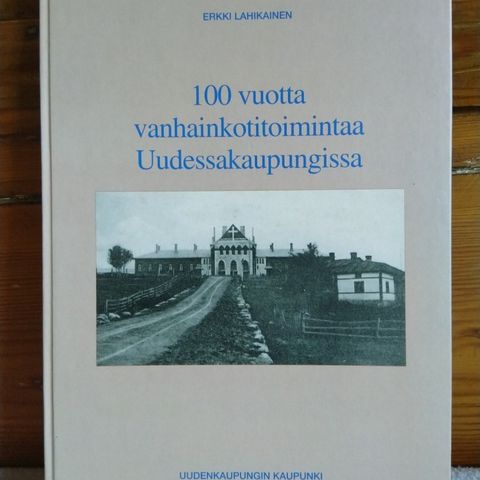 ERKKI LAHIKAINEN
100 vuotta
vanhainkotitoimintaa
Uudessakaupungissa
UUDENKAUPUNGIN KAUPUNKI